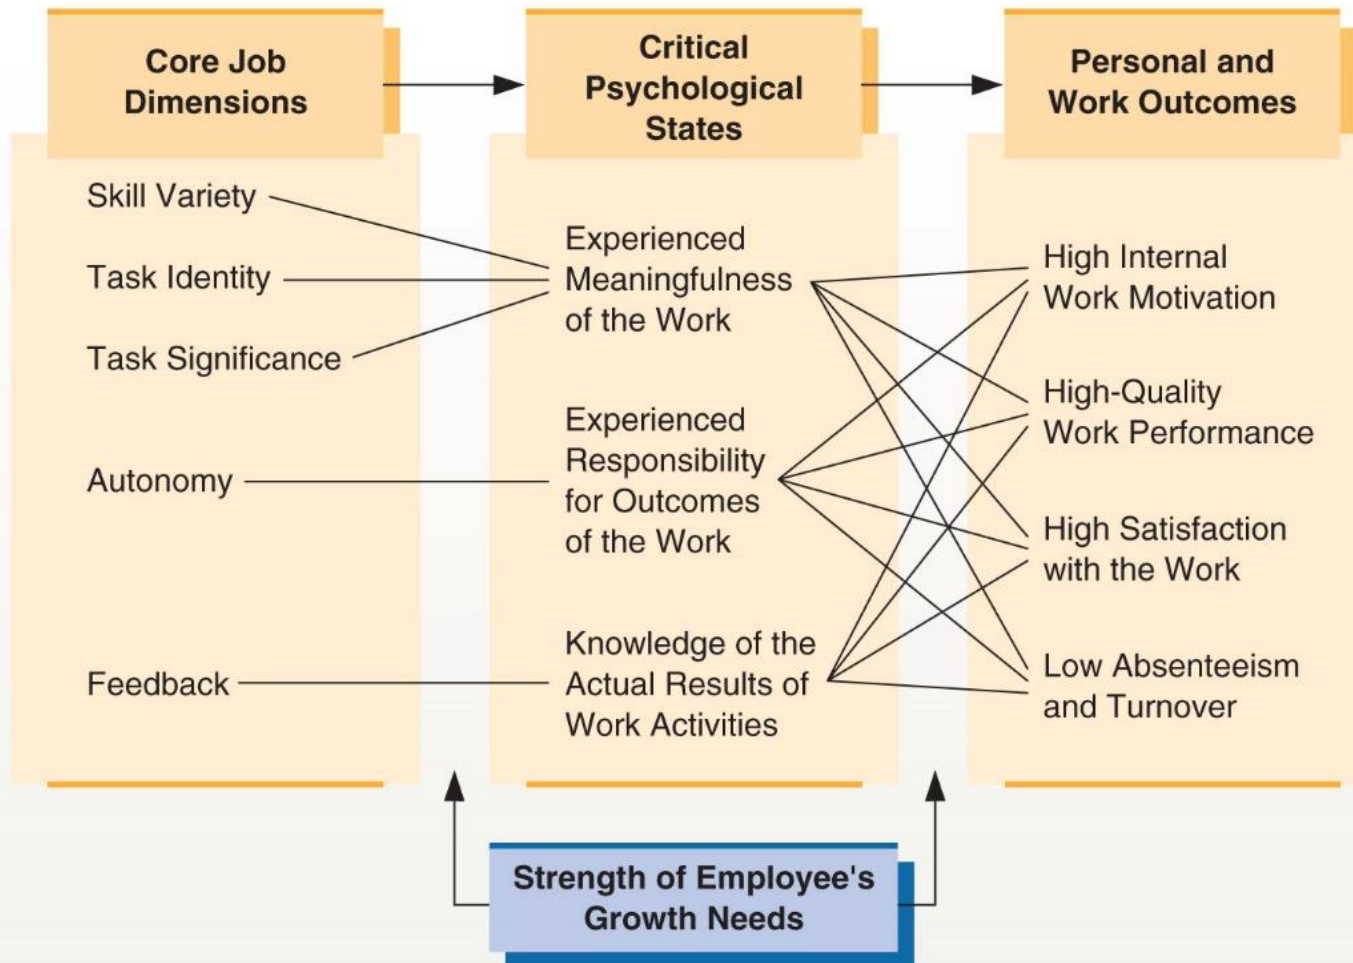 Core Job
Dimensions
Critical
Psychological
States
Personal and
Work Outcomes
Skill Variety
Task Identity
Task Significance
Autonomy
Feedback
Experienced
Meaningfulness
of the Work
Experienced
Responsibility
for Outcomes
of the Work
Knowledge of the
Actual Results of
Work Activities
High Internal
Work Motivation
High-Quality
Work Performance
High Satisfaction
with the Work
Low Absenteeism
and Turnover
Strength of Employee's
Growth Needs